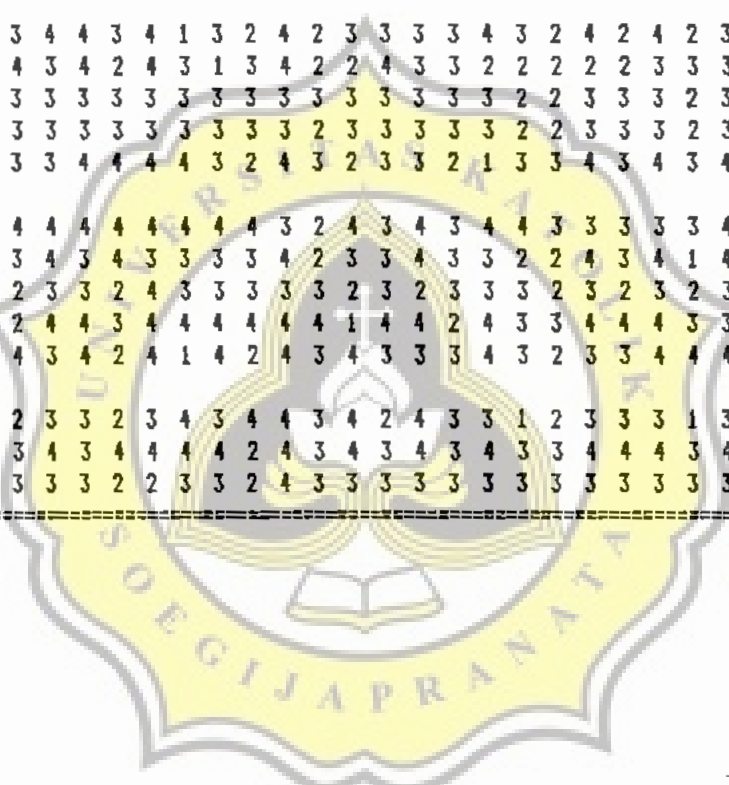 3 4 4 3 4 1 3 2 4 2 3 3 3 3 4 3 2 4 2 4 2 3
4 3 4 2 4 3 1 3 4 2 2 4 3 3 2 2 2 2 2 3 3 3
3 3 3 3 3 3 3 3 3 3 3 3 3 3 3 2 2 3 3 3 2 3
3 3 3 3 3 3 3 3 3 2 3 3 3 3 3 2 2 3 3 3 2 3
3 3 4 4 4 4 3 2 4 3 2 3 3 2 1 3 3 4 3 4 3 4
4 4 4 4 4 4 4 4 3 2 4 3 4 3 4 4 3 3 3 3 3 4
3 4 3 4 3 3 3 3 4 2 3 3 4 3 3 2 2 4 3 4 1 4
2 3 3 2 4 3 3 3 3 3 2 3 2 3 3 3 2 3 2 3 2 3
2 4 4 3 4 4 4 4 4 4 1 4 4 2 4 3 3 4 4 4 3 3
4 3 4 2 4 1 4 2 4 3 4 3 3 3 4 3 2 3 3 4 4 4
2 3 3 2 3 4 3 4 4 3 4 2 4 3 3 1 2 3 3 3 1 3
3 4 3 4 4 4 4 2 4 3 4 3 4 3 4 3 3 4 4 4 3 4
3 3 3 2 2 3 3 2 4 3 3 3 3 3 3 3 3 3 3 3 3 3
UNIVERSITAS KATOLIK
SOEGIJAPRANATA